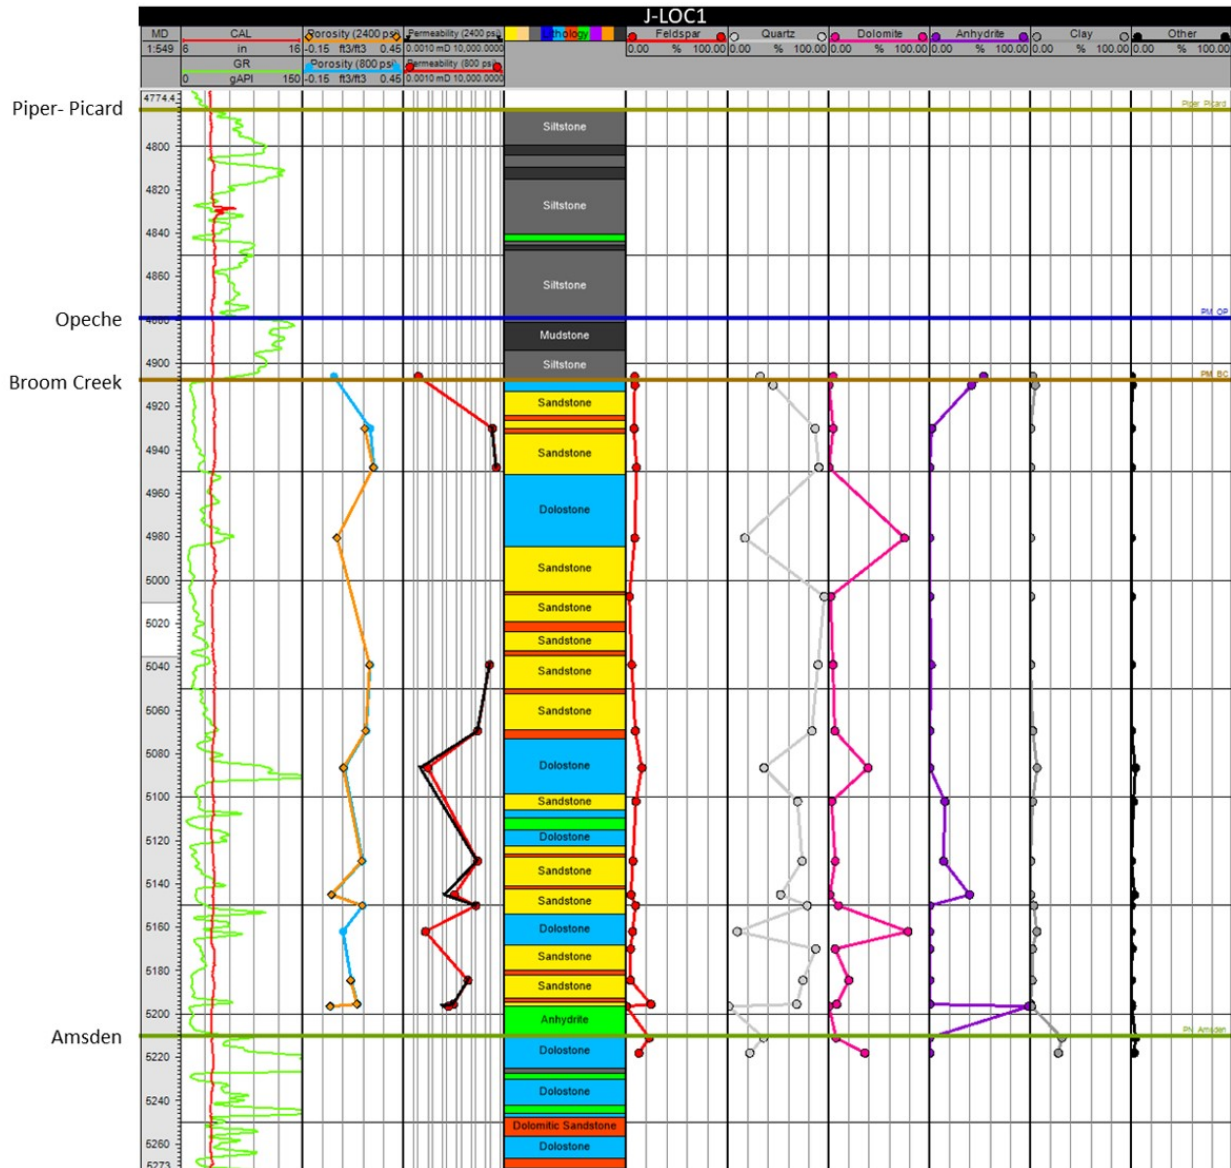 J-LOC1
MD CAL Porosity (2400 psi) Permeability (2400 psi) Lithology Feldspar Quartz Dolomite Anhydrite Clay Other
1:549 6 in 16 -0.15 ft3/ft3 0.45 0.0010 mD 10,000.0000 0.00 % 100.00 0.00 % 100.00 0.00 % 100.00 0.00 % 100.00 0.00 % 100.00 0.00 % 100.00
GR Porosity (800 psi) Permeability (800 psi)
0 gAPI 150 -0.15 ft3/ft3 0.45 0.0010 mD 10,000.0000
4774.4
Piper- Picard
Siltstone
4800
4820
Siltstone
4840
4860
Siltstone
Opeche
4880
PM_OP
Mudstone
4900
Siltstone
Broom Creek
PM_BC
4920
Sandstone
4940
Sandstone
4960
Dolostone
4980
Sandstone
5000
Sandstone
5020
Sandstone
5040
Sandstone
5060
Sandstone
5080
Dolostone
5100
Sandstone
5120
Dolostone
Sandstone
5140
Sandstone
5160
Dolostone
Sandstone
5180
Sandstone
5200
Anhydrite
Amsden
5220
Dolostone
5240
Dolostone
Dolomitic Sandstone
5260
Dolostone
5273